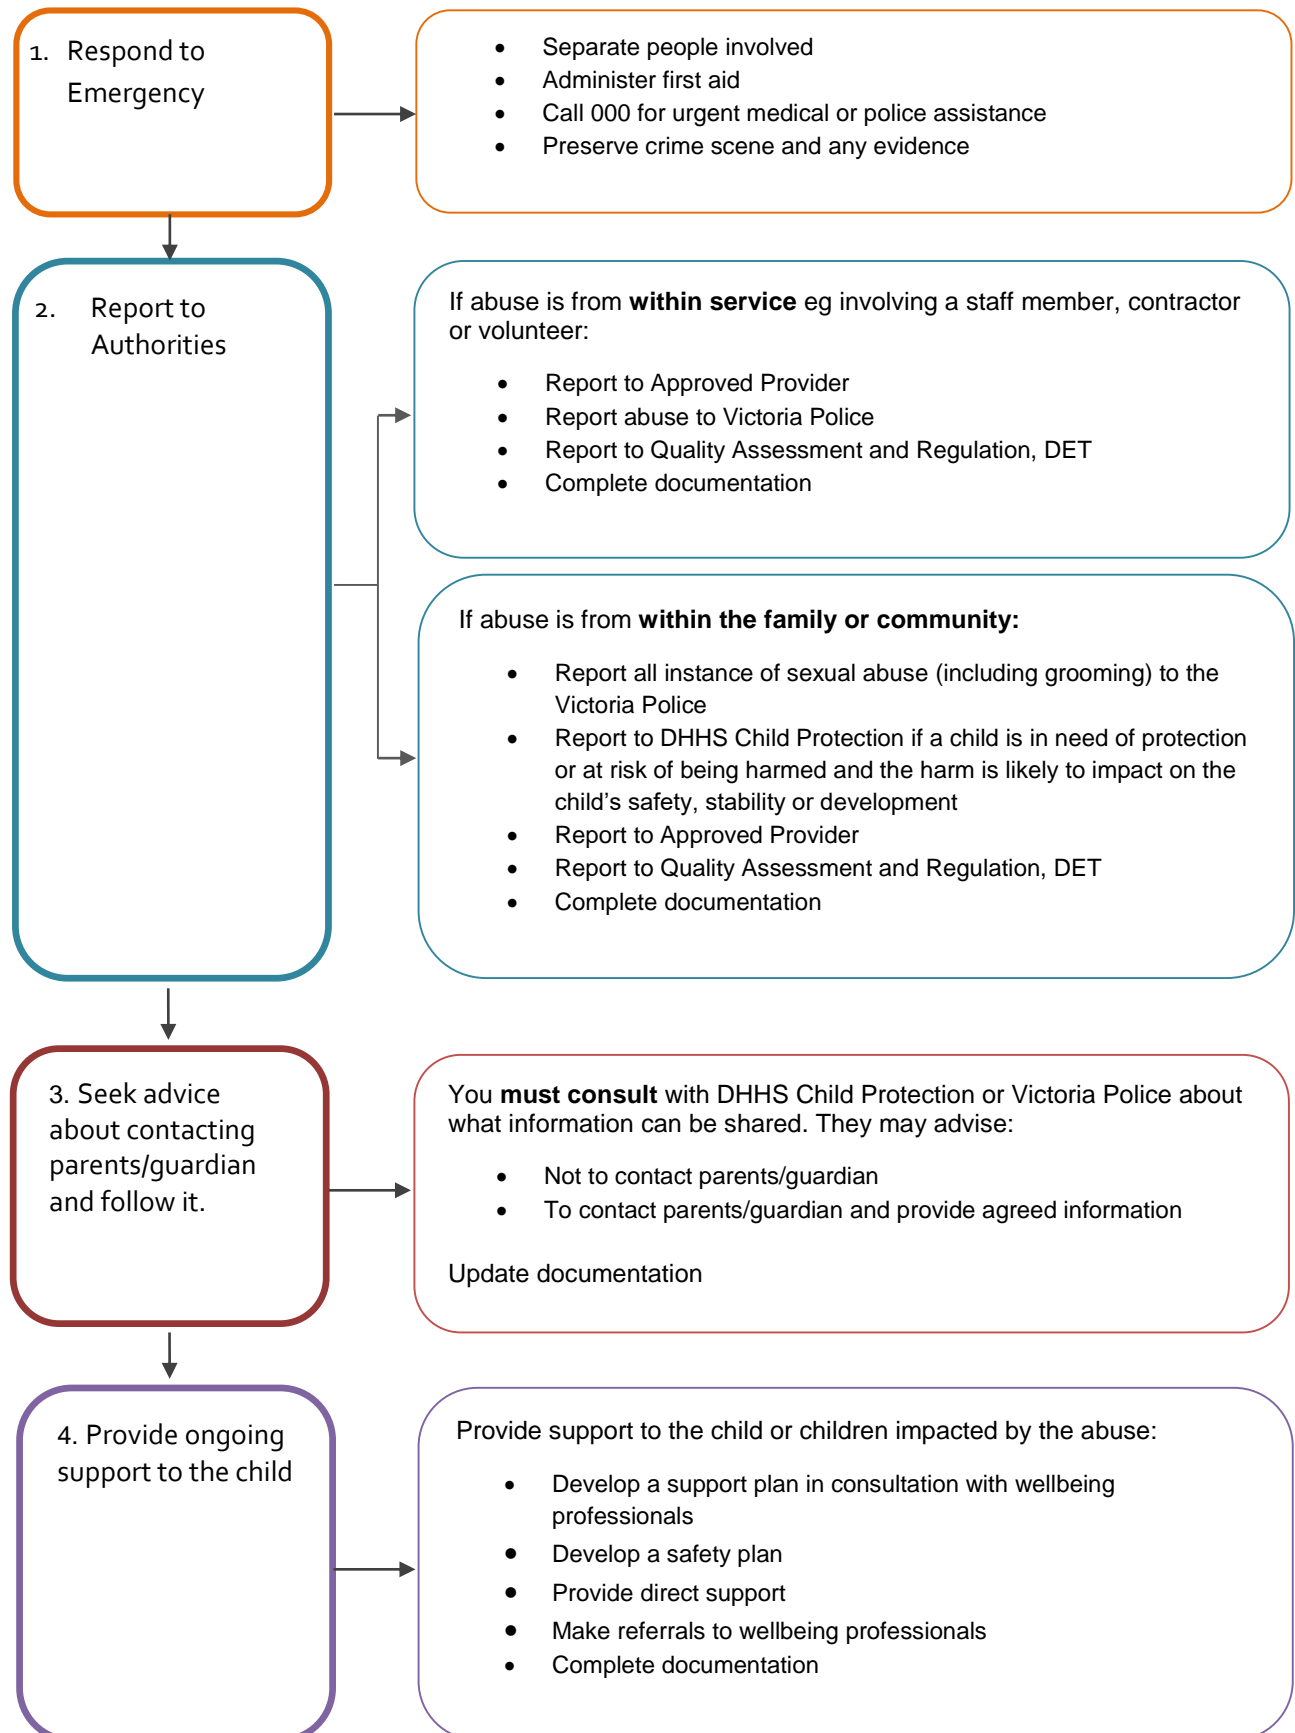 1. Respond to
Emergency
• Separate people involved
• Administer first aid
• Call 000 for urgent medical or police assistance
• Preserve crime scene and any evidence
2. Report to
Authorities
If abuse is from within service eg involving a staff member, contractor
or volunteer:
• Report to Approved Provider
• Report abuse to Victoria Police
• Report to Quality Assessment and Regulation, DET
• Complete documentation
If abuse is from within the family or community:
• Report all instance of sexual abuse (including grooming) to the
Victoria Police
• Report to DHHS Child Protection if a child is in need of protection
or at risk of being harmed and the harm is likely to impact on the
child’s safety, stability or development
• Report to Approved Provider
• Report to Quality Assessment and Regulation, DET
• Complete documentation
3. Seek advice
about contacting
parents/guardian
and follow it.
You must consult with DHHS Child Protection or Victoria Police about
what information can be shared. They may advise:
• Not to contact parents/guardian
• To contact parents/guardian and provide agreed information
Update documentation
4. Provide ongoing
support to the child
Provide support to the child or children impacted by the abuse:
• Develop a support plan in consultation with wellbeing
professionals
• Develop a safety plan
• Provide direct support
• Make referrals to wellbeing professionals
• Complete documentation